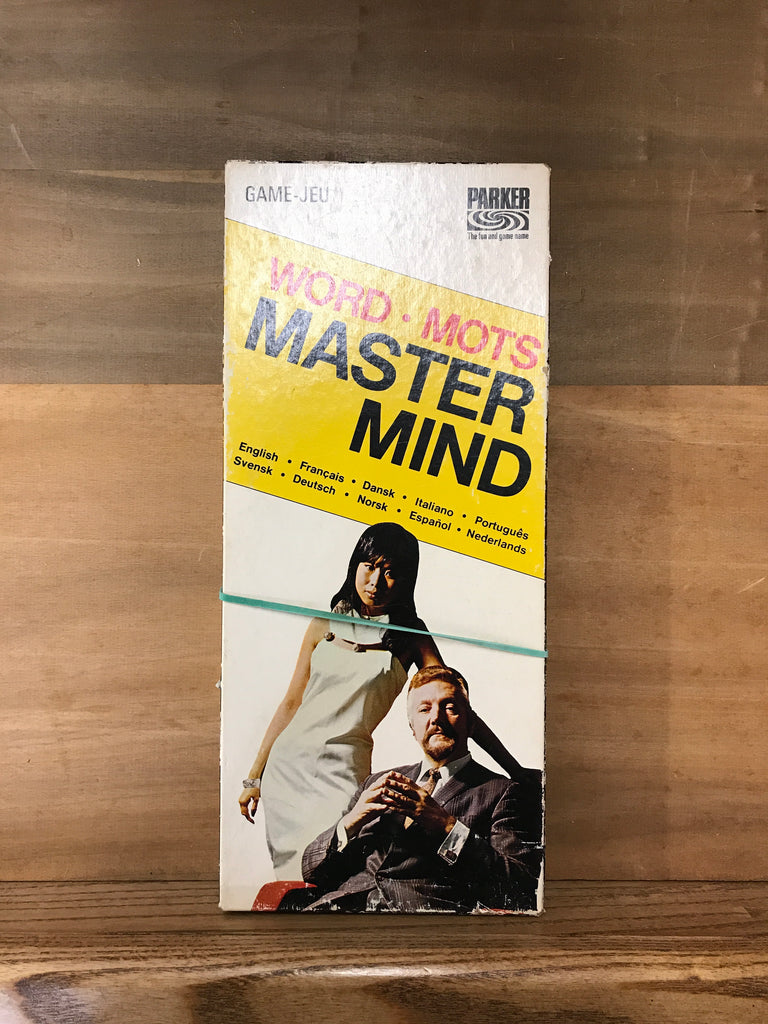 GAME-JEU
PARKER
The fun and game name
WORD · MOTS
MASTER
MIND
English · Français · Dansk · Italiano · Português
Svensk · Deutsch · Norsk · Español · Nederlands